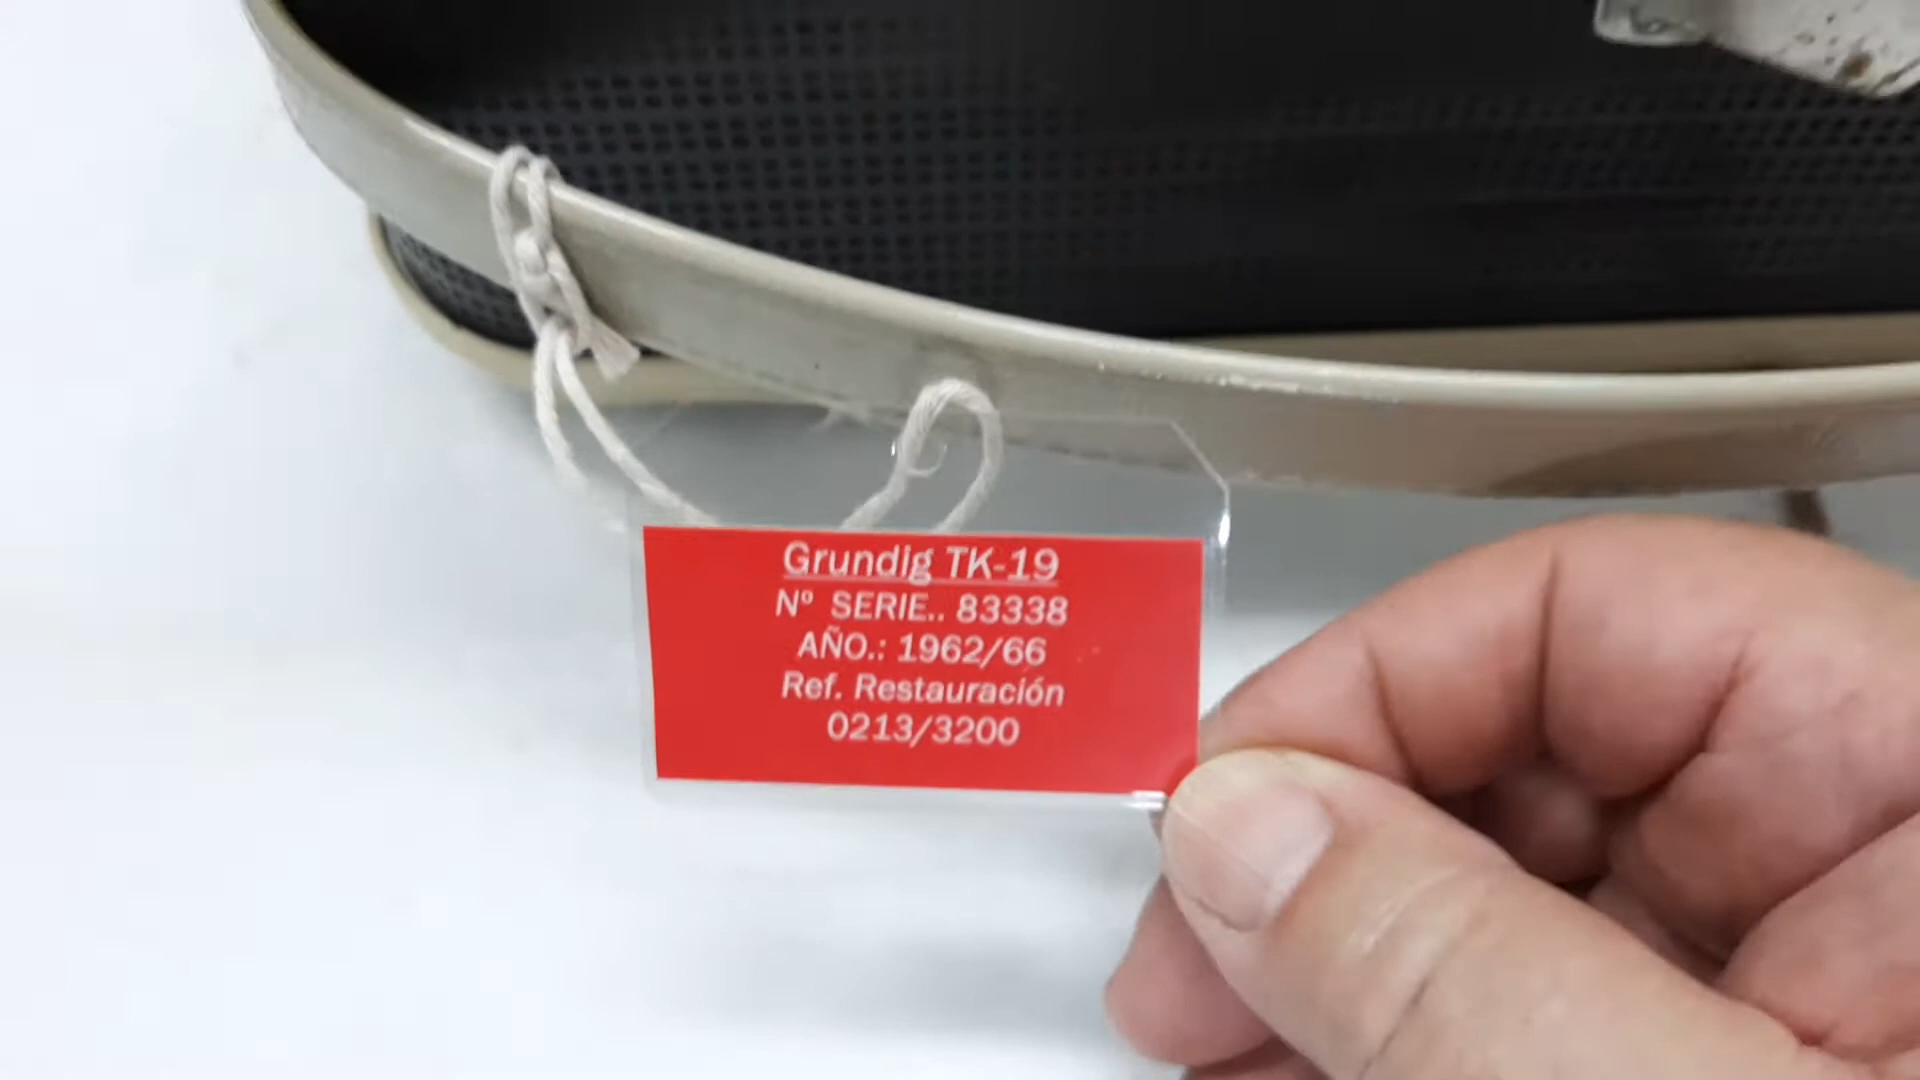 Grundig TK-19
Nº SERIE.. 83338
AÑO.: 1962/66
Ref. Restauración
0213/3200